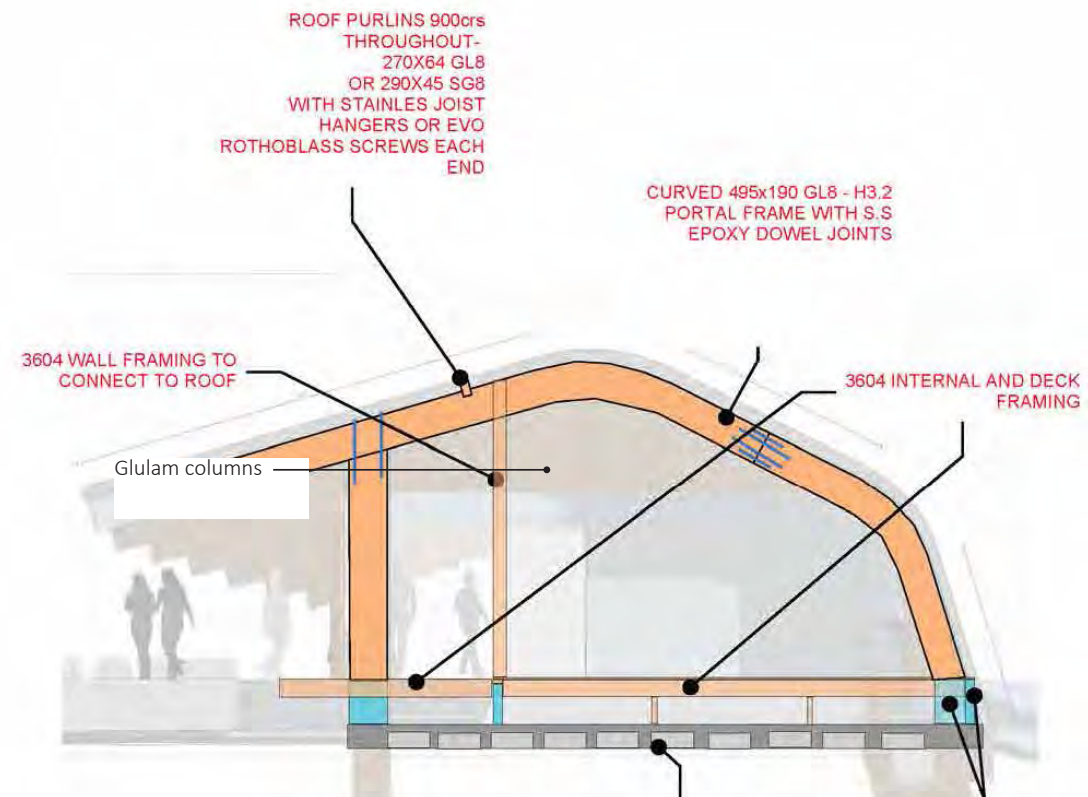 ROOF PURLINS 900crs
THROUGHOUT-
270X64 GL8
OR 290X45 SG8
WITH STAINLES JOIST
HANGERS OR EVO
ROTHOBLASS SCREWS EACH
END
CURVED 495x190 GL8 - H3.2
PORTAL FRAME WITH S.S
EPOXY DOWEL JOINTS
3604 WALL FRAMING TO
CONNECT TO ROOF
3604 INTERNAL AND DECK
FRAMING
Glulam columns